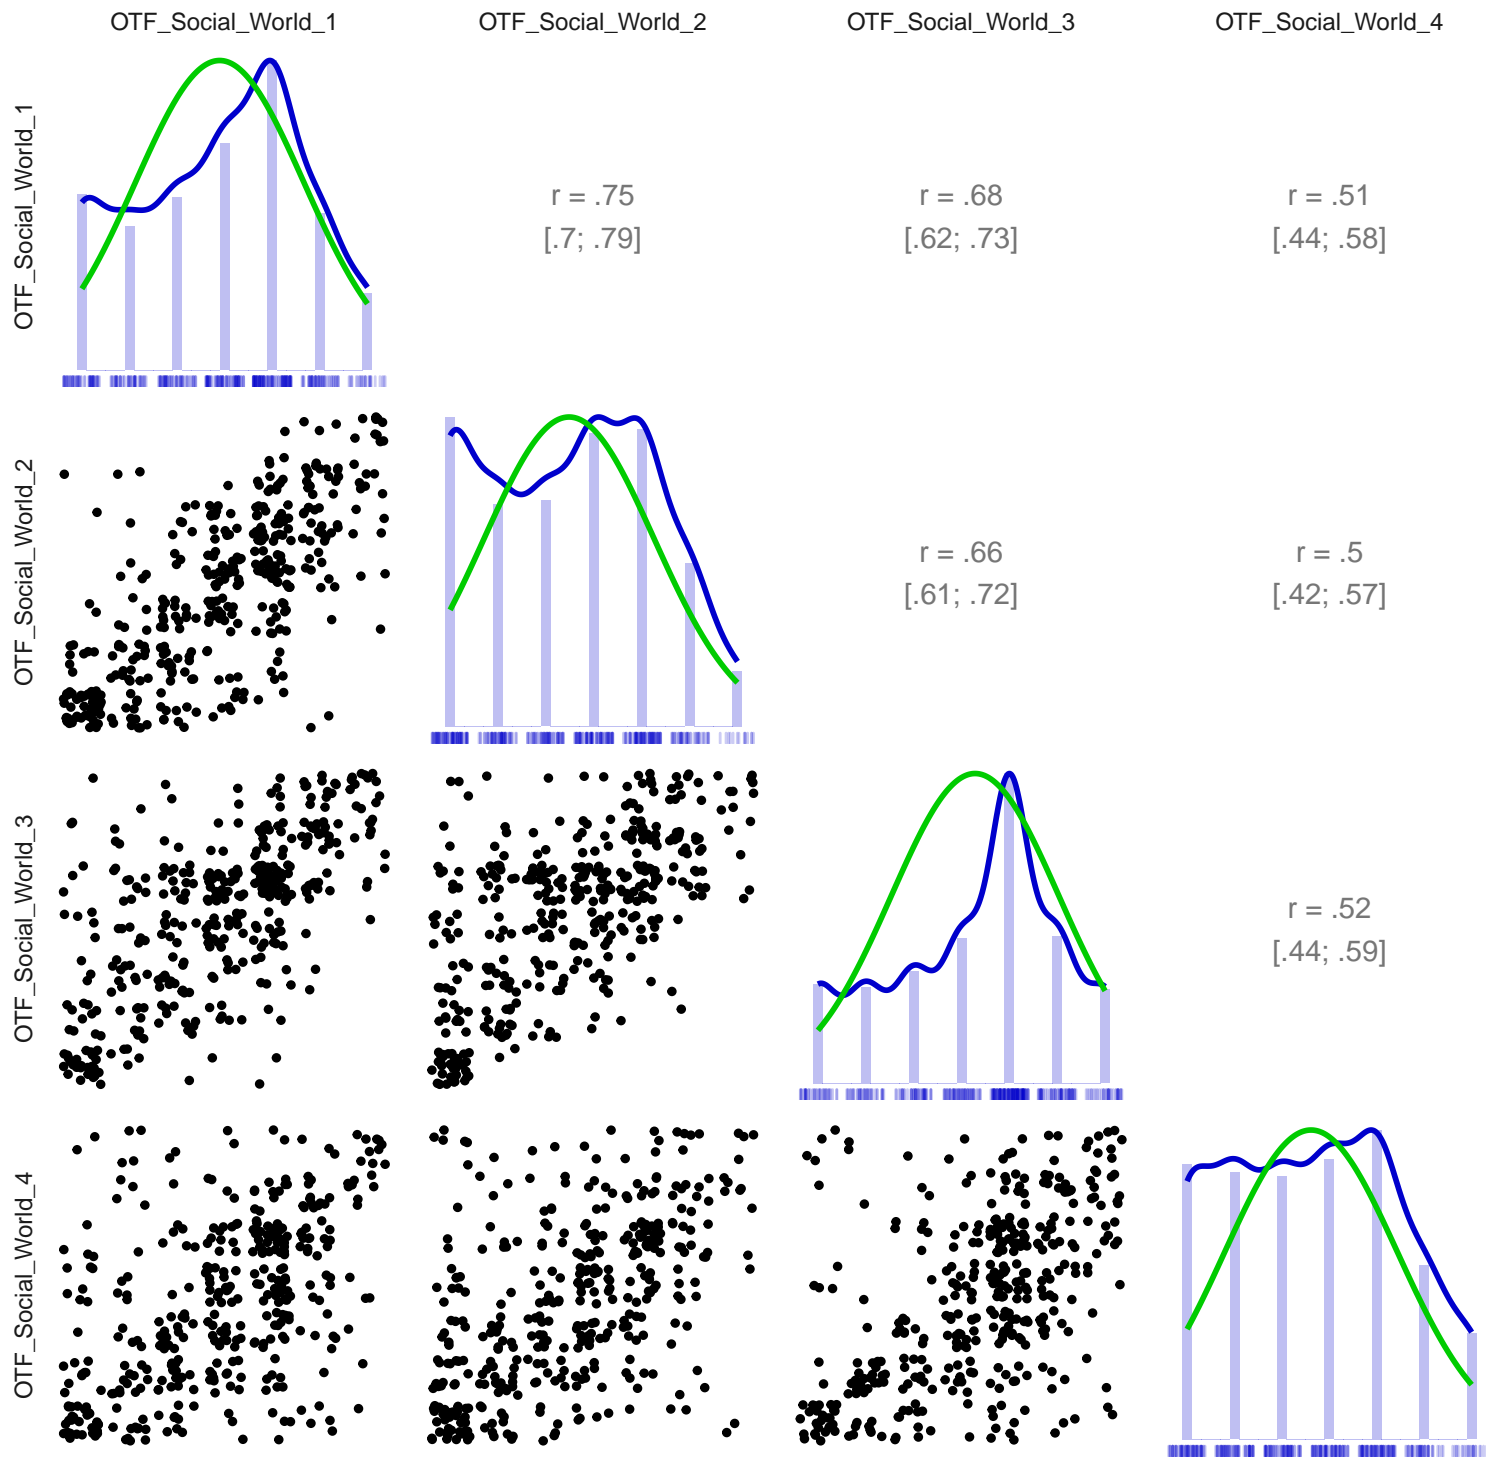 OTF_Social_World_1
OTF_Social_World_2
OTF_Social_World_3
OTF_Social_World_4
OTF_Social_World_1
r = .75
[.7; .79]
r = .68
[.62; .73]
r = .51
[.44; .58]
OTF_Social_World_2
r = .66
[.61; .72]
r = .5
[.42; .57]
OTF_Social_World_3
r = .52
[.44; .59]
OTF_Social_World_4